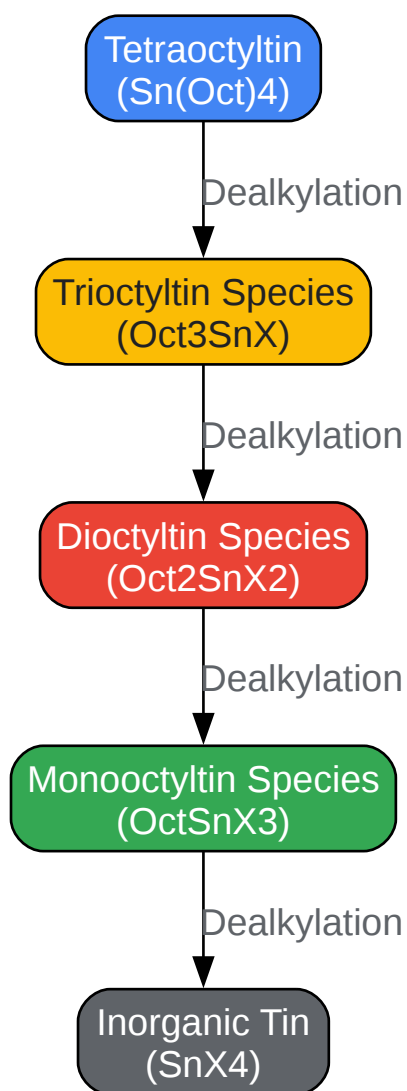 Tetraoctyltin
(Sn(Oct)4)
Dealkylation
Trioctyltin Species
(Oct3SnX)
Dealkylation
Dioctyltin Species
(Oct2SnX2)
Dealkylation
Monooctyltin Species
(OctSnX3)
Dealkylation
Inorganic Tin
(SnX4)